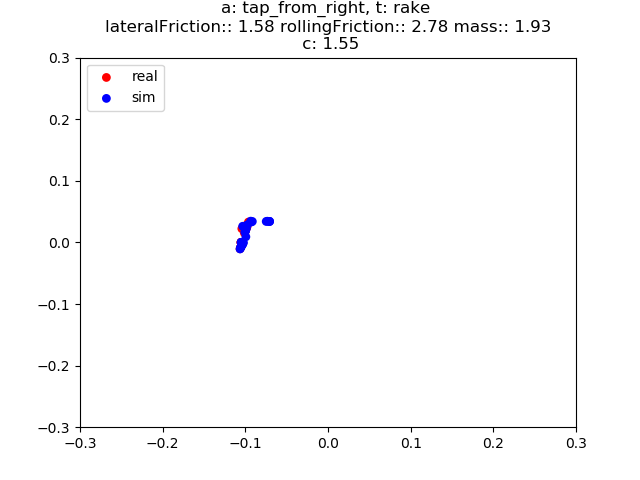 a: tap_from_right, t: rake
lateralFriction:: 1.58 rollingFriction:: 2.78 mass:: 1.93
c: 1.55
real
sim
0.3
0.2
0.1
0.0
−0.1
−0.2
−0.3
−0.3 −0.2 −0.1 0.0 0.1 0.2 0.3